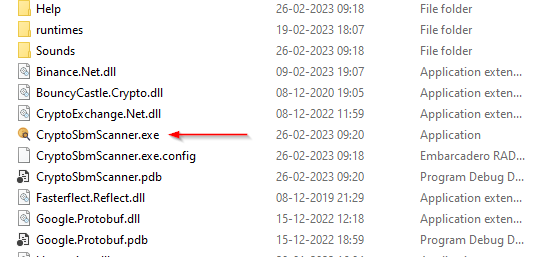 Help 26-02-2023 09:18 File folder
runtimes 19-02-2023 18:07 File folder
Sounds 26-02-2023 09:18 File folder
Binance.Net.dll 09-02-2023 19:07 Application exten...
BouncyCastle.Crypto.dll 08-12-2020 19:05 Application exten...
CryptoExchange.Net.dll 08-12-2022 11:59 Application exten...
CryptoSbmScanner.exe 26-02-2023 09:20 Application
CryptoSbmScanner.exe.config 26-02-2023 09:18 Embarcadero RAD...
CryptoSbmScanner.pdb 26-02-2023 09:20 Program Debug D...
Fasterflect.Reflect.dll 08-12-2019 21:29 Application exten...
Google.Protobuf.dll 15-12-2022 12:18 Application exten...
Google.Protobuf.pdb 15-12-2022 18:59 Program Debug D...